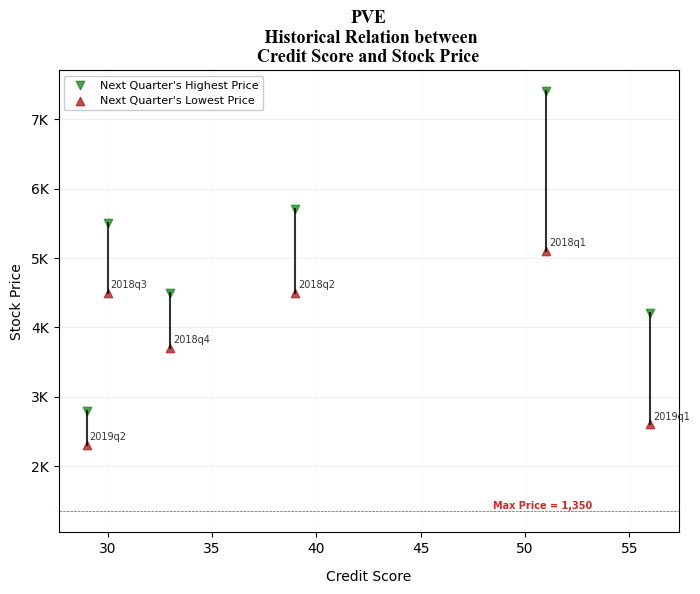 PVE
Historical Relation between
Credit Score and Stock Price
Next Quarter's Highest Price
Next Quarter's Lowest Price
7K
6K
5K
4K
3K
2K
Stock Price
2018q1
2018q3
2018q2
2018q4
2019q1
2019q2
Max Price = 1,350
30
35
40
45
50
55
Credit Score